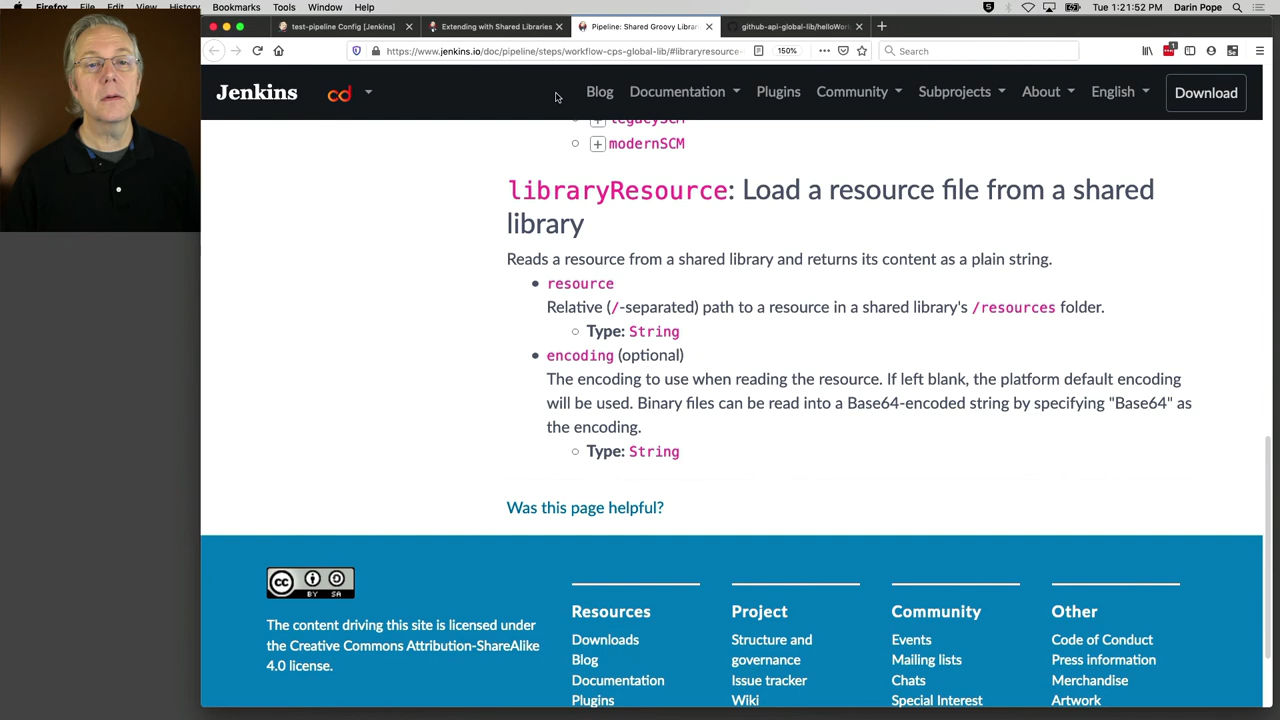 Firefox File Edit View History Bookmarks Tools Window Help Tue 1:21:52 PM Darin Pope
test-pipeline Config [Jenkins] Extending with Shared Libraries Pipeline: Shared Groovy Librari github-api-global-lib/helloWorl
https://www.jenkins.io/doc/pipeline/steps/workflow-cps-global-lib/#libraryresource- 150% Search
Jenkins cd Blog Documentation Plugins Community Subprojects About English Download
legacySCM
modernSCM
libraryResource: Load a resource file from a shared
library
Reads a resource from a shared library and returns its content as a plain string.
resource
Relative (/-separated) path to a resource in a shared library's /resources folder.
Type: String
encoding (optional)
The encoding to use when reading the resource. If left blank, the platform default encoding
will be used. Binary files can be read into a Base64-encoded string by specifying "Base64" as
the encoding.
Type: String
Was this page helpful?
CC BY SA
The content driving this site is licensed under
the Creative Commons Attribution-ShareAlike
4.0 license.
Resources
Downloads
Blog
Documentation
Plugins
Project
Structure and
governance
Issue tracker
Wiki
Community
Events
Mailing lists
Chats
Special Interest
Other
Code of Conduct
Press information
Merchandise
Artwork